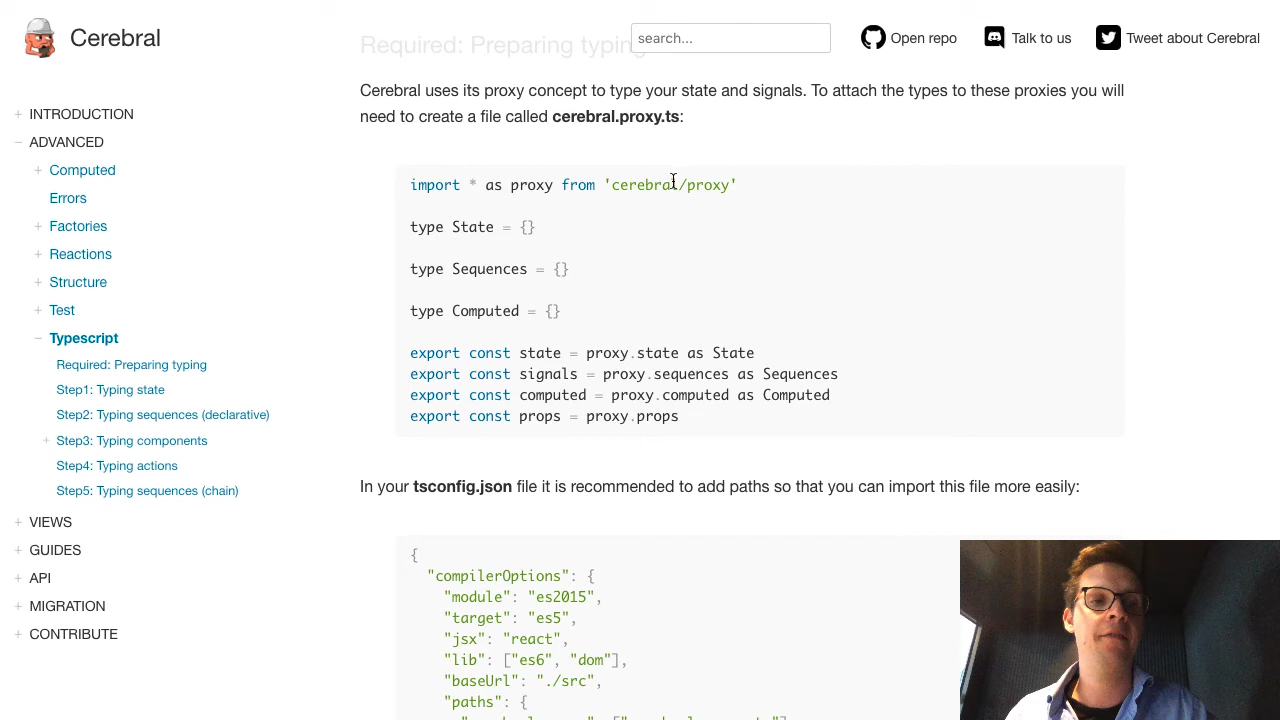 Cerebral
search...
Open repo
Talk to us
Tweet about Cerebral
INTRODUCTION
ADVANCED
Computed
Errors
Factories
Reactions
Structure
Test
Typescript
Required: Preparing typing
Step1: Typing state
Step2: Typing sequences (declarative)
Step3: Typing components
Step4: Typing actions
Step5: Typing sequences (chain)
VIEWS
GUIDES
API
MIGRATION
CONTRIBUTE
Required: Preparing typing
Cerebral uses its proxy concept to type your state and signals. To attach the types to these proxies you will
need to create a file called cerebral.proxy.ts:
import * as proxy from 'cerebral/proxy'
type State = {}
type Sequences = {}
type Computed = {}
export const state = proxy.state as State
export const signals = proxy.sequences as Sequences
export const computed = proxy.computed as Computed
export const props = proxy.props
In your tsconfig.json file it is recommended to add paths so that you can import this file more easily:
{
"compilerOptions": {
"module": "es2015",
"target": "es5",
"jsx": "react",
"lib": ["es6", "dom"],
"baseUrl": "./src",
"paths": {